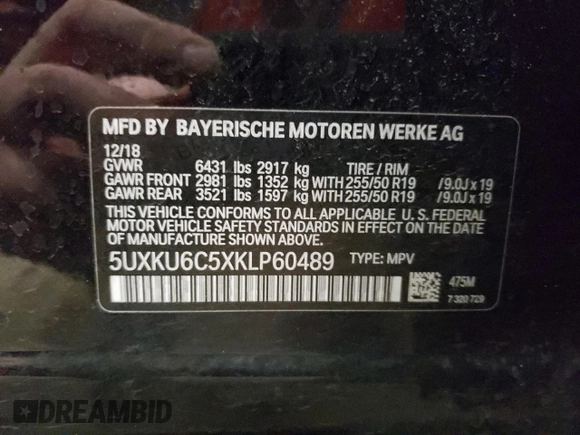 MFD BY BAYERISCHE MOTOREN WERKE AG
12/18
GVWR 6431 lbs 2917 kg TIRE / RIM
GAWR FRONT 2981 lbs 1352 kg WITH 255/50 R19 /9.0J x 19
GAWR REAR 3521 lbs 1597 kg WITH 255/50 R19 /9.0J x 19
THIS VEHICLE CONFORMS TO ALL APPLICABLE U. S. FEDERAL
MOTOR VEHICLE SAFETY STANDARDS IN EFFECT ON THE
DATE OF MANUFACTURE SHOWN ABOVE.
5UXKU6C5XKLP60489 TYPE: MPV
475M
7 320 729
DREAMBID